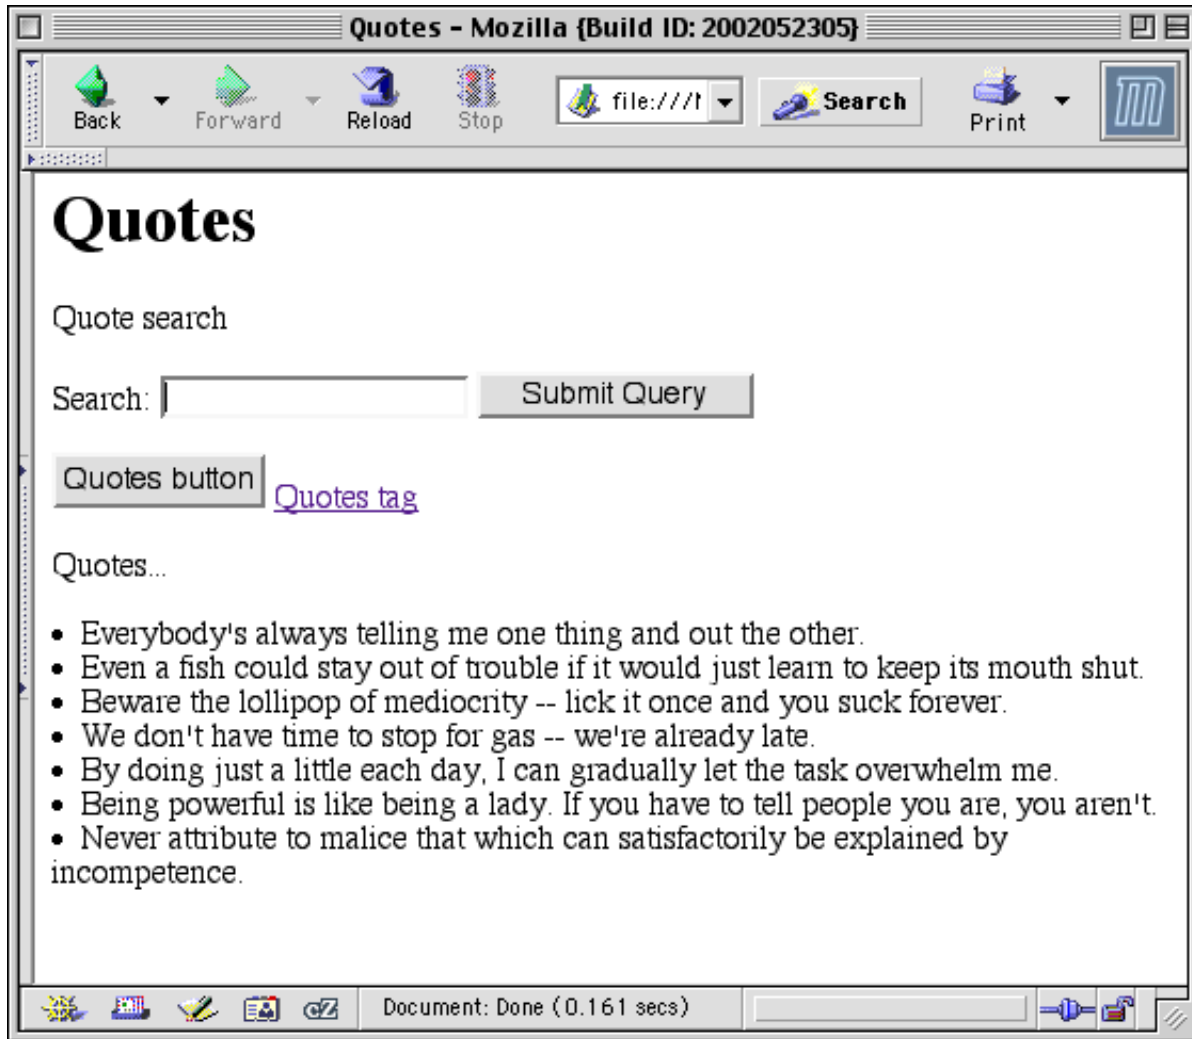 Quotes - Mozilla {Build ID: 2002052305}
Back Forward Reload Stop file:///t Search Print
Quotes
Quote search
Search: Submit Query
Quotes button Quotes tag
Quotes...
• Everybody's always telling me one thing and out the other.
• Even a fish could stay out of trouble if it would just learn to keep its mouth shut.
• Beware the lollipop of mediocrity -- lick it once and you suck forever.
• We don't have time to stop for gas -- we're already late.
• By doing just a little each day, I can gradually let the task overwhelm me.
• Being powerful is like being a lady. If you have to tell people you are, you aren't.
• Never attribute to malice that which can satisfactorily be explained by
incompetence.
Document: Done (0.161 secs)